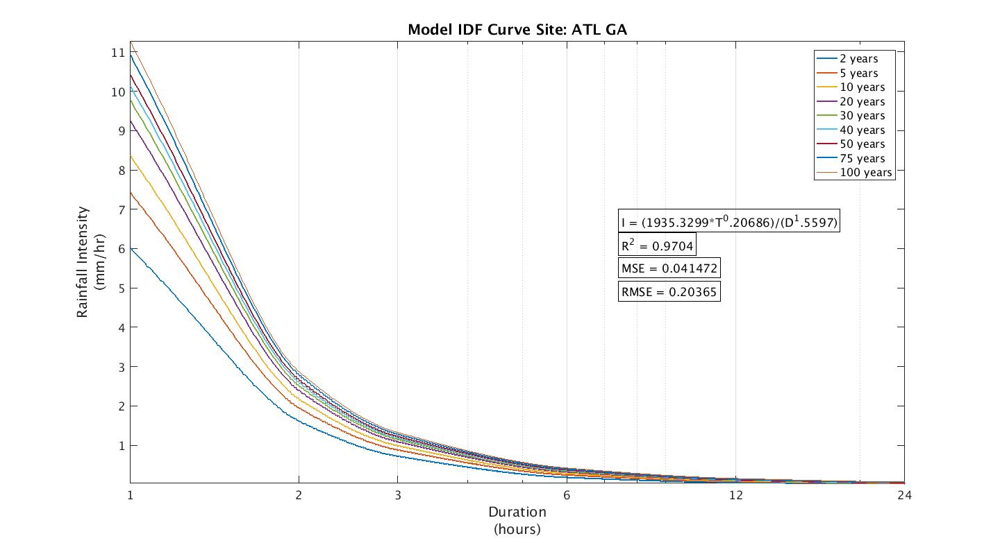 Model IDF Curve Site: ATL GA
11
10
9
8
7
6
5
4
3
2
1
Rainfall Intensity
(mm/hr)
2 years
5 years
10 years
20 years
30 years
40 years
50 years
75 years
100 years
I = (1935.3299*T⁰.20686)/(D¹.5597)
R² = 0.9704
MSE = 0.041472
RMSE = 0.20365
1 2 3 6 12 24
Duration
(hours)